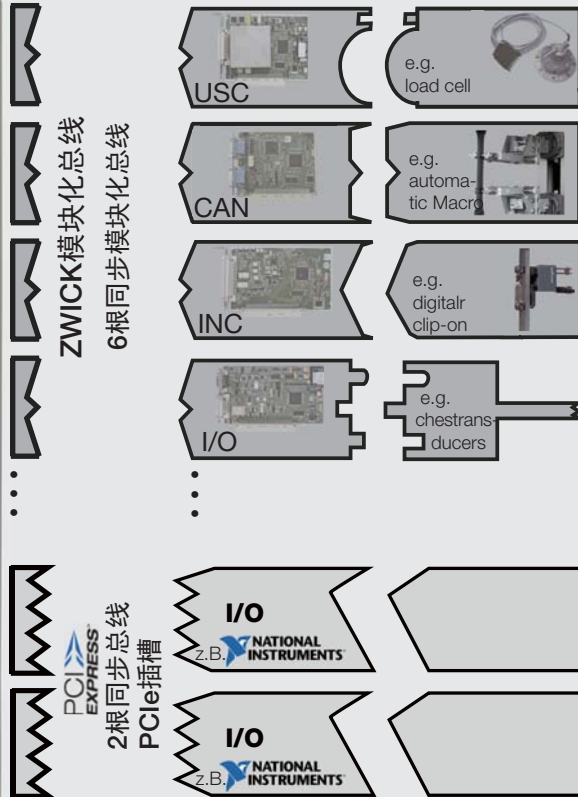 ZWICK模块化总线
6根同步模块化总线
USC
e.g.
load cell
CAN
e.g.
automa-
tic Macro
INC
e.g.
digitalr
clip-on
I/O
e.g.
chestrans-
ducers
PCI
EXPRESS
2根同步总线
PCIe插槽
I/O
z.B. NATIONAL
INSTRUMENTS
I/O
z.B. NATIONAL
INSTRUMENTS